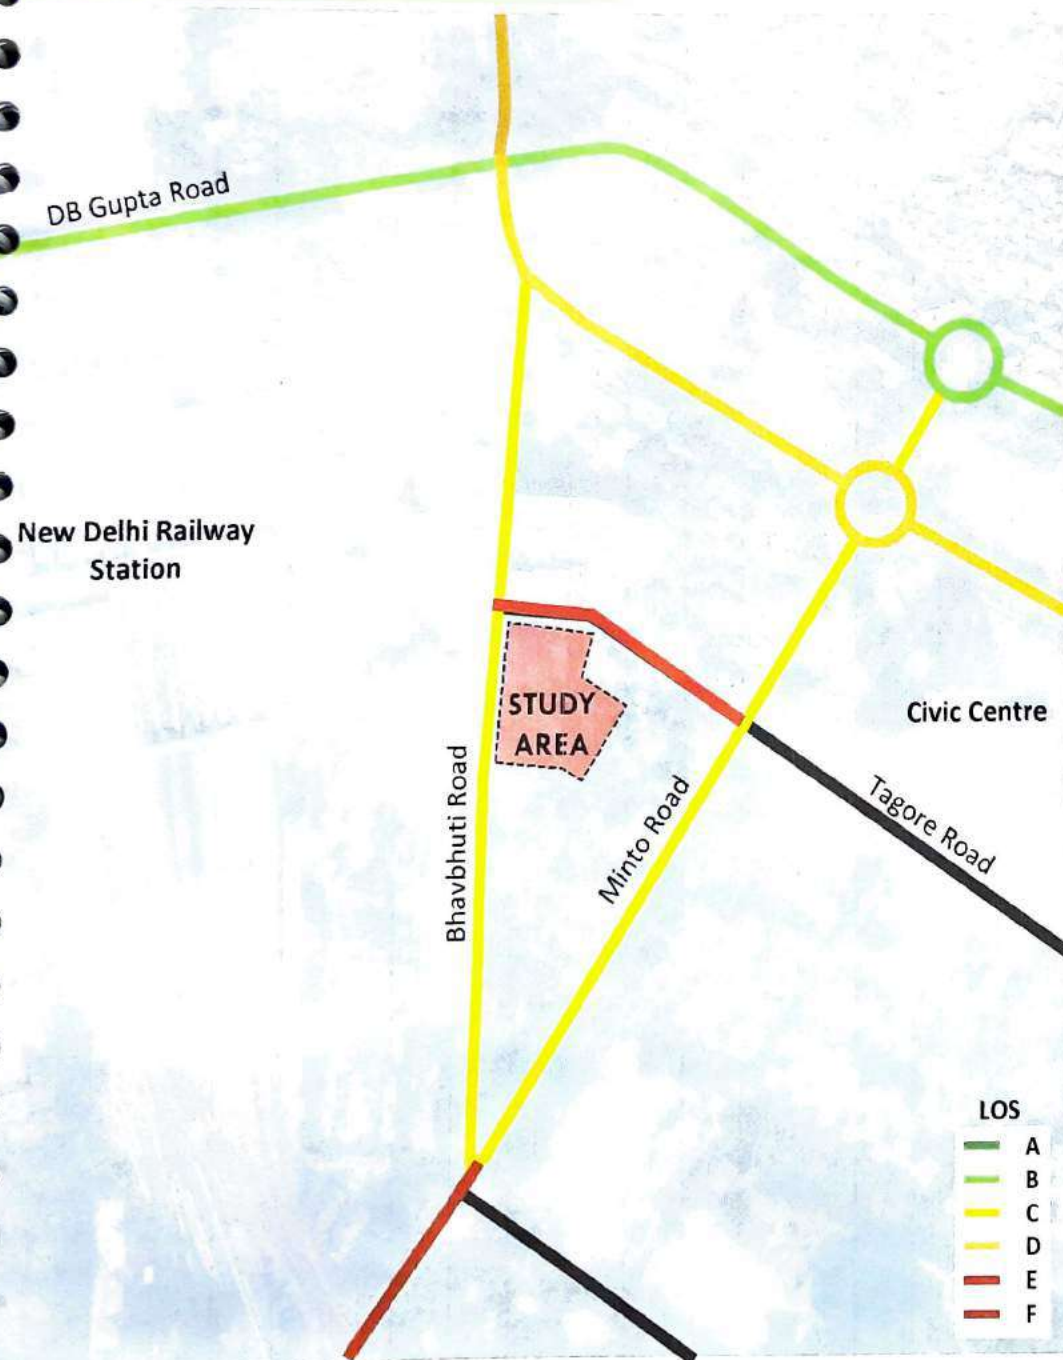 DB Gupta Road
New Delhi Railway
Station
STUDY
AREA
Civic Centre
Bhavbhuti Road
Minto Road
Tagore Road
LOS
A
B
C
D
E
F